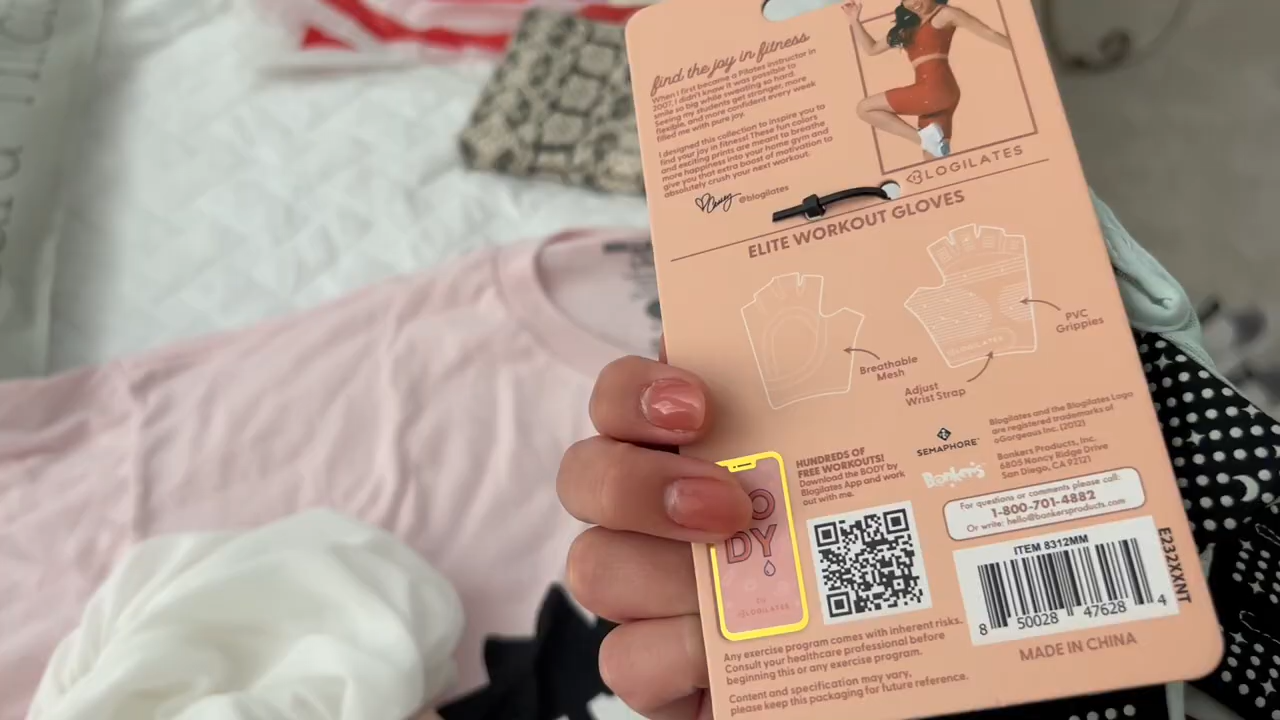 find the joy in fitness
When I first became a Pilates instructor in
2007, I didn't know it was possible to
smile so big while sweating so hard.
Seeing my students get stronger, more
flexible, and more confident every week
filled me with pure joy.
I designed this collection to inspire you to
find your joy in fitness! These fun colors
and exciting prints are meant to breathe
more happiness into your home gym and
give you that extra boost of motivation to
absolutely crush your next workout.
@blogilates
BLOGILATES
ELITE WORKOUT GLOVES
Breathable
Mesh
PVC
Grippies
Adjust
Wrist Strap
BLOGILATES
HUNDREDS OF
FREE WORKOUTS!
Download the BODY by
Blogilates App and work
out with me.
O
DY
BLOGILATES
SEMAPHORE
Bonkers
Blogilates and the Blogilates Logo
are registered trademarks of
oGorgeous Inc. (2012)
Bonkers Products, Inc.
6805 Nancy Ridge Drive
San Diego, CA 92121
For questions or comments please call:
1-800-701-4882
Or write: hello@bonkersproducts.com
ITEM 8312MM
8 50028 47628 4
E232XXNT
MADE IN CHINA
Any exercise program comes with inherent risks.
Consult your healthcare professional before
beginning this or any exercise program.
Content and specification may vary,
please keep this packaging for future reference.